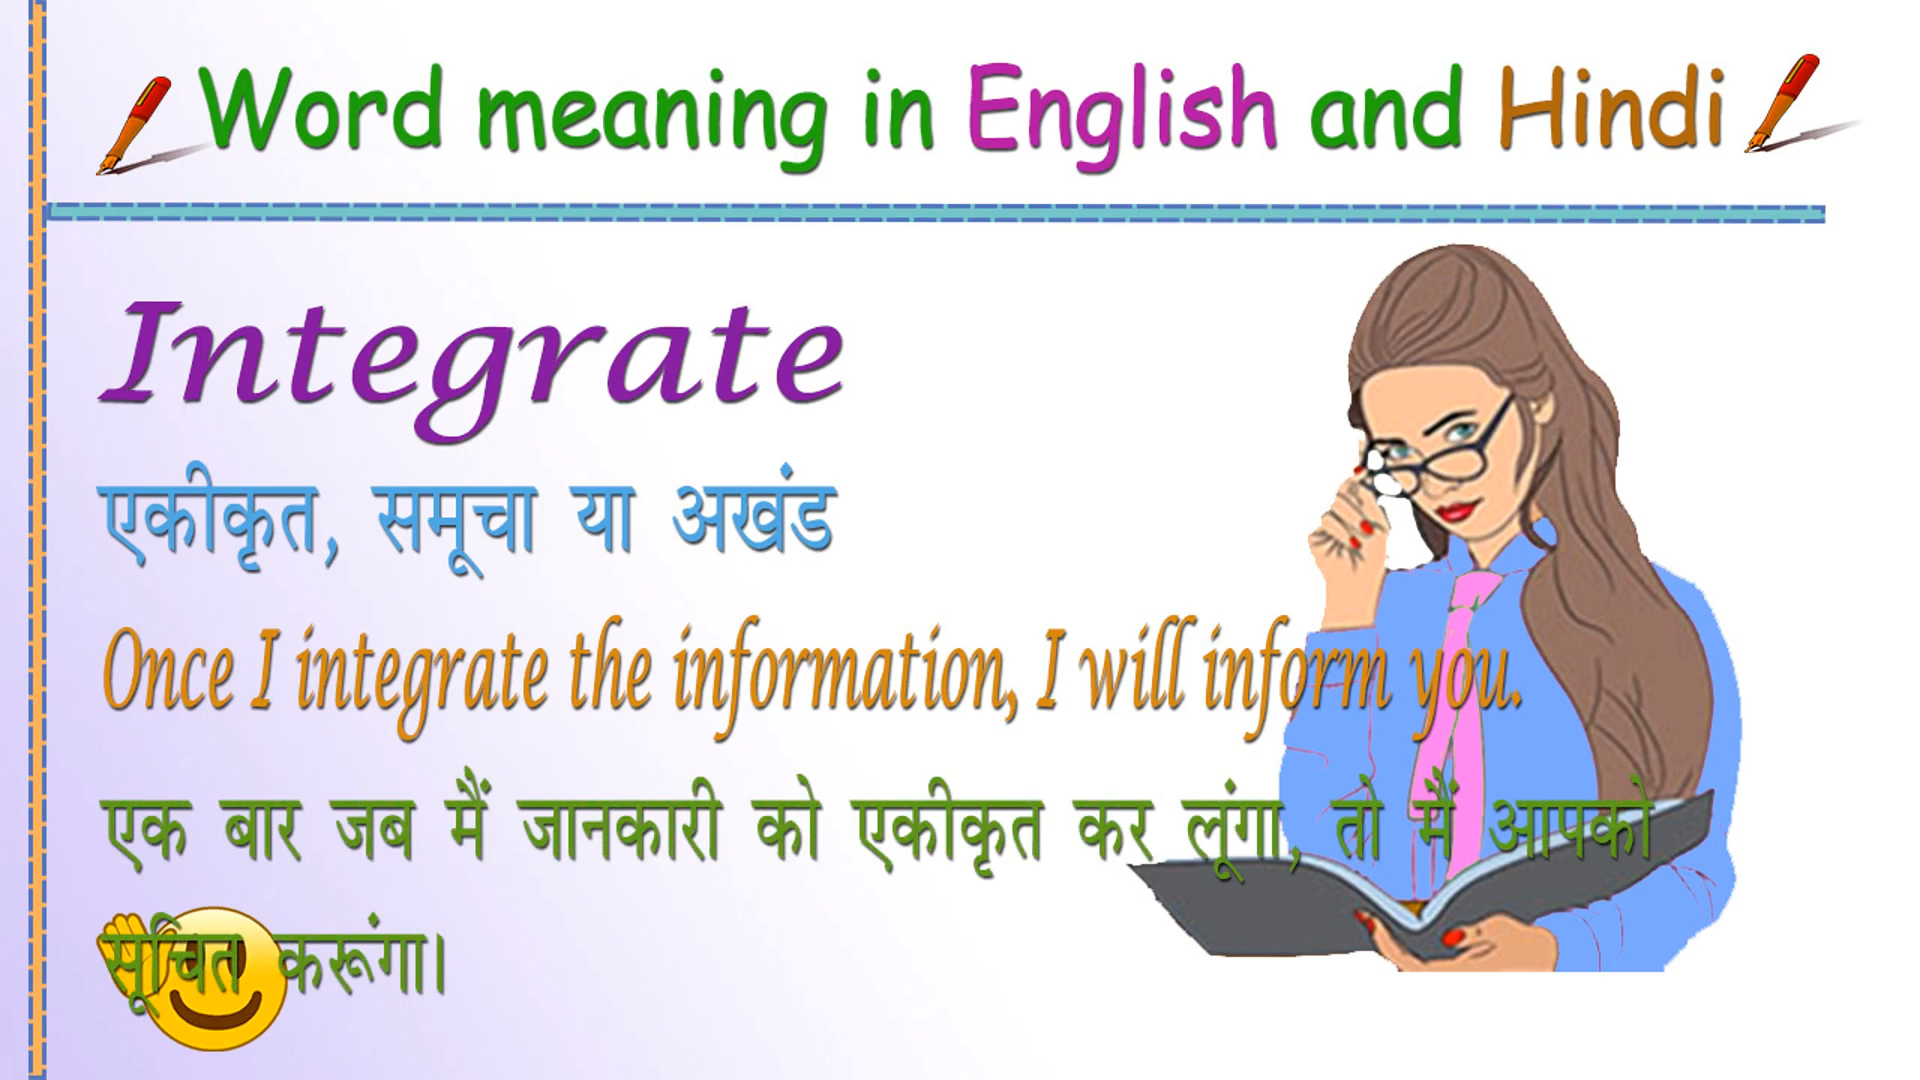 Word meaning in English and Hindi
Integrate
एकीकृत, समूचा या अखंड
Once I integrate the information, I will inform you.
एक बार जब मैं जानकारी को एकीकृत कर लूंगा, तो मैं आपको
सूचित करूंगा।